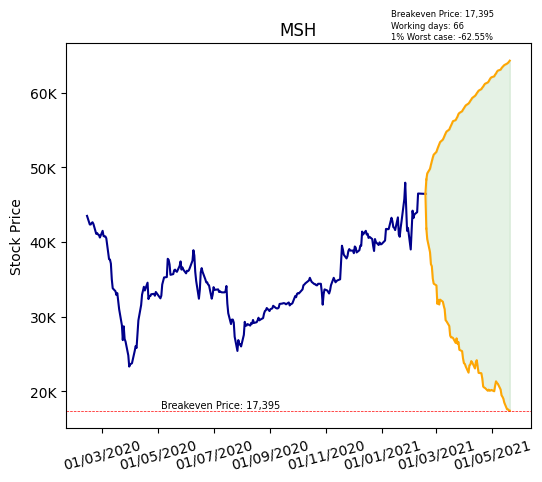 Breakeven Price: 17,395
Working days: 66
1% Worst case: -62.55%
MSH
Stock Price
60K
50K
40K
30K
20K
Breakeven Price: 17,395
01/03/2020
01/05/2020
01/07/2020
01/09/2020
01/11/2020
01/01/2021
01/03/2021
01/05/2021